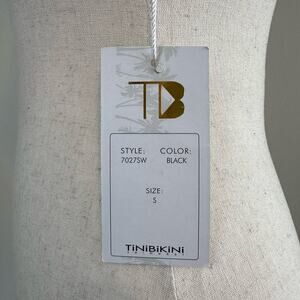 TB
STYLE: COLOR:
7027SW BLACK
SIZE:
S
TiNiBiKiNi